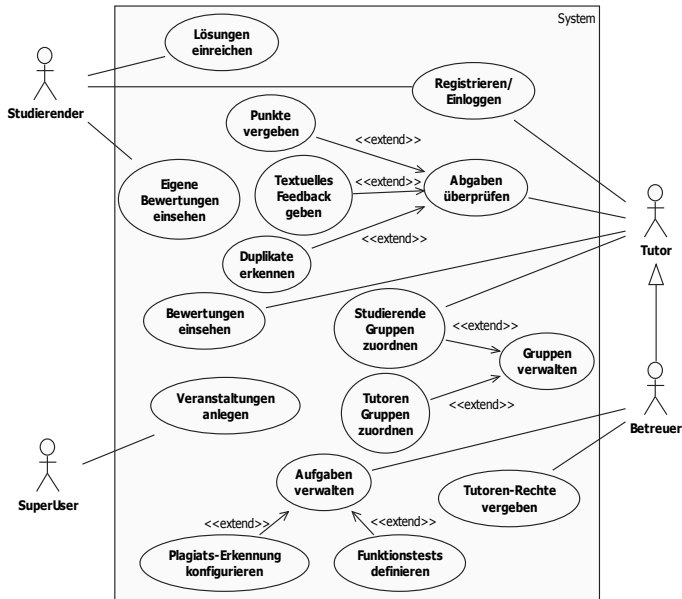 System
Lösungen
einreichen
Studierender
Registrieren/
Einloggen
Punkte
vergeben
<<extend>>
Eigene
Bewertungen
einsehen
Textuelles
Feedback
geben
<<extend>>
Abgaben
überprüfen
Duplikate
erkennen
<<extend>>
Tutor
Bewertungen
einsehen
Studierende
Gruppen
zuordnen
<<extend>>
Gruppen
verwalten
Veranstaltungen
anlegen
Tutoren
Gruppen
zuordnen
<<extend>>
Betreuer
SuperUser
Aufgaben
verwalten
Tutoren-Rechte
vergeben
<<extend>>
<<extend>>
Plagiats-Erkennung
konfigurieren
Funktionstests
definieren